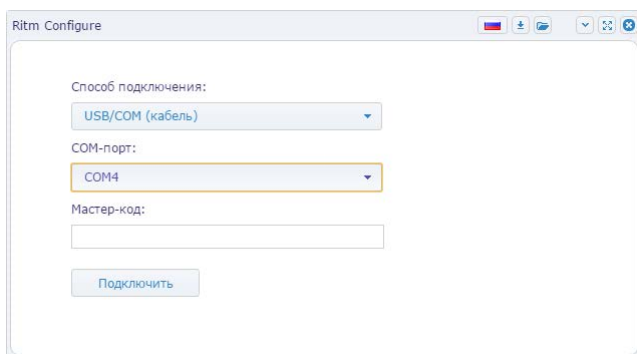 Ritm Configure
Способ подключения:
USB/COM (кабель)
COM-порт:
COM4
Мастер-код:
Подключить